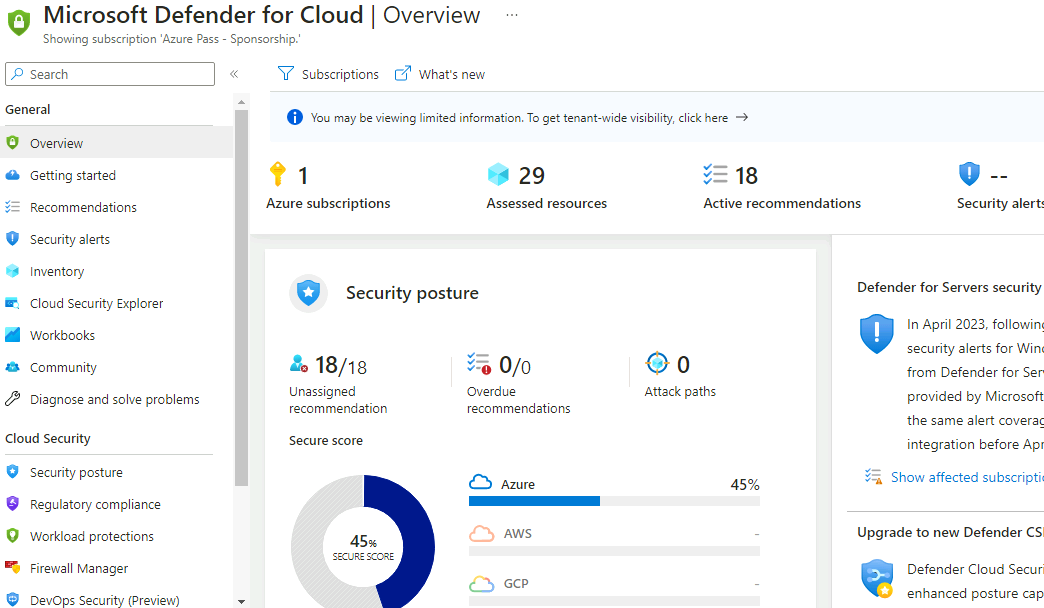 Microsoft Defender for Cloud | Overview ...
Showing subscription 'Azure Pass - Sponsorship.'
Search
«
General
Overview
Getting started
Recommendations
Security alerts
Inventory
Cloud Security Explorer
Workbooks
Community
Diagnose and solve problems
Cloud Security
Security posture
Regulatory compliance
Workload protections
Firewall Manager
DevOps Security (Preview)
Subscriptions What's new
You may be viewing limited information. To get tenant-wide visibility, click here →
1
Azure subscriptions
29
Assessed resources
18
Active recommendations
--
Security alerts
Security posture
18/18
Unassigned
recommendation
0/0
Overdue
recommendations
0
Attack paths
Secure score
45%
SECURE SCORE
Azure 45%
AWS -
GCP -
Defender for Servers security
In April 2023, following
security alerts for Win
from Defender for Ser
provided by Microsoft
the same alert coverag
integration before Apr
Show affected subscriptio
Upgrade to new Defender CS
Defender Cloud Securi
enhanced posture cap